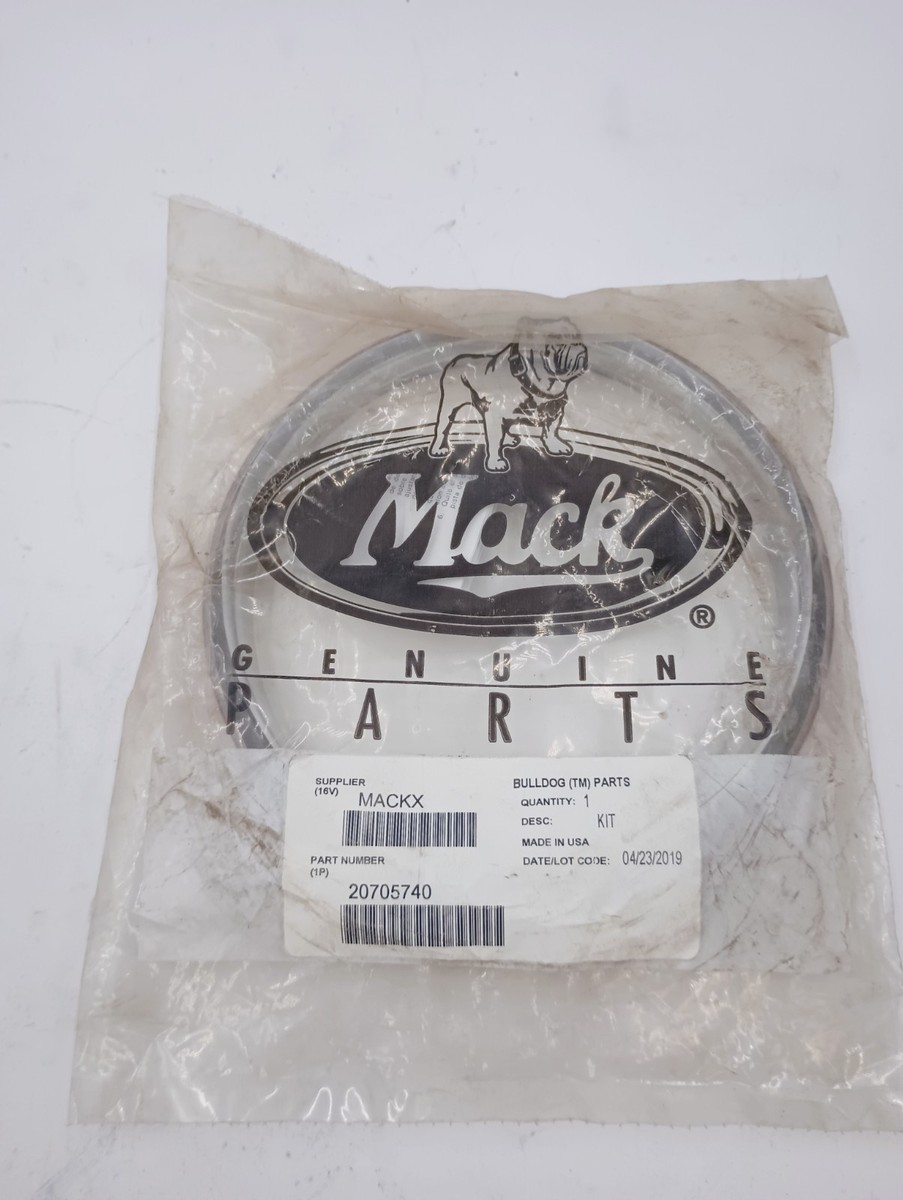 Mack
®
GENUINE
PARTS
SUPPLIER
(16V)
MACKX
PART NUMBER
(1P)
20705740
BULLDOG (TM) PARTS
QUANTITY: 1
DESC: KIT
MADE IN USA
DATE/LOT CODE: 04/23/2019